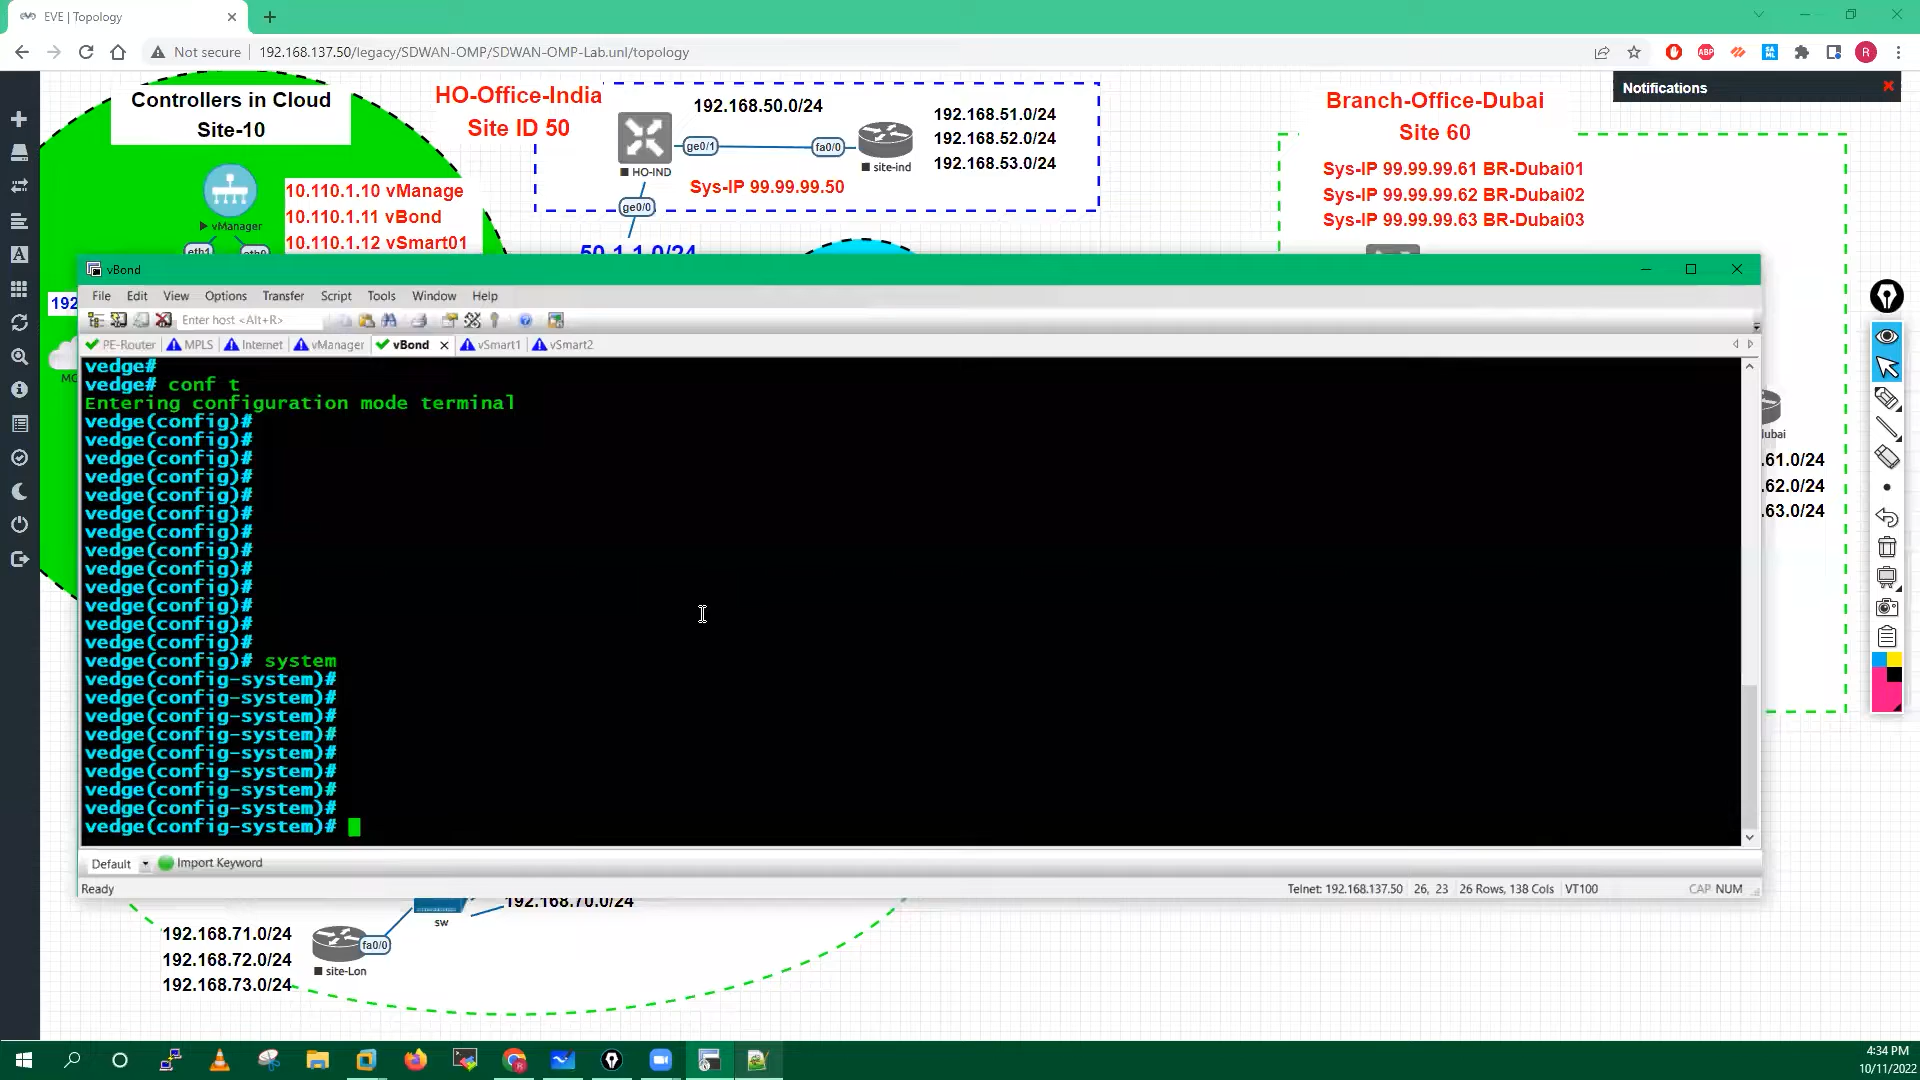 EVE | Topology
Not secure
192.168.137.50/legacy/SDWAN-OMP/SDWAN-OMP-Lab.unl/topology
Controllers in Cloud
Site-10
vManager
eth1
10.110.1.10 vManage
10.110.1.11 vBond
10.110.1.12 vSmart01
HO-Office-India
Site ID 50
192.168.50.0/24
HO-IND
ge0/1
fa0/0
site-ind
ge0/0
Sys-IP 99.99.99.50
192.168.51.0/24
192.168.52.0/24
192.168.53.0/24
50.1.1.0/24
Notifications
Branch-Office-Dubai
Site 60
Sys-IP 99.99.99.61 BR-Dubai01
Sys-IP 99.99.99.62 BR-Dubai02
Sys-IP 99.99.99.63 BR-Dubai03
192
vBond
File Edit View Options Transfer Script Tools Window Help
Enter host <Alt+R>
PE-Router MPLS Internet vManager vBond vSmart1 vSmart2
vedge#
vedge# conf t
Entering configuration mode terminal
vedge(config)#
vedge(config)#
vedge(config)#
vedge(config)#
vedge(config)#
vedge(config)#
vedge(config)#
vedge(config)#
vedge(config)#
vedge(config)#
vedge(config)#
vedge(config)#
vedge(config)#
vedge(config)# system
vedge(config-system)#
vedge(config-system)#
vedge(config-system)#
vedge(config-system)#
vedge(config-system)#
vedge(config-system)#
vedge(config-system)#
vedge(config-system)#
vedge(config-system)#
Default
Import Keyword
Ready
Telnet: 192.168.137.50 26, 23 26 Rows, 138 Cols VT100 CAP NUM
.61.0/24
.62.0/24
.63.0/24
192.168.70.0/24
sw
192.168.71.0/24
192.168.72.0/24
192.168.73.0/24
fa0/0
site-Lon
4:34 PM
10/11/2022